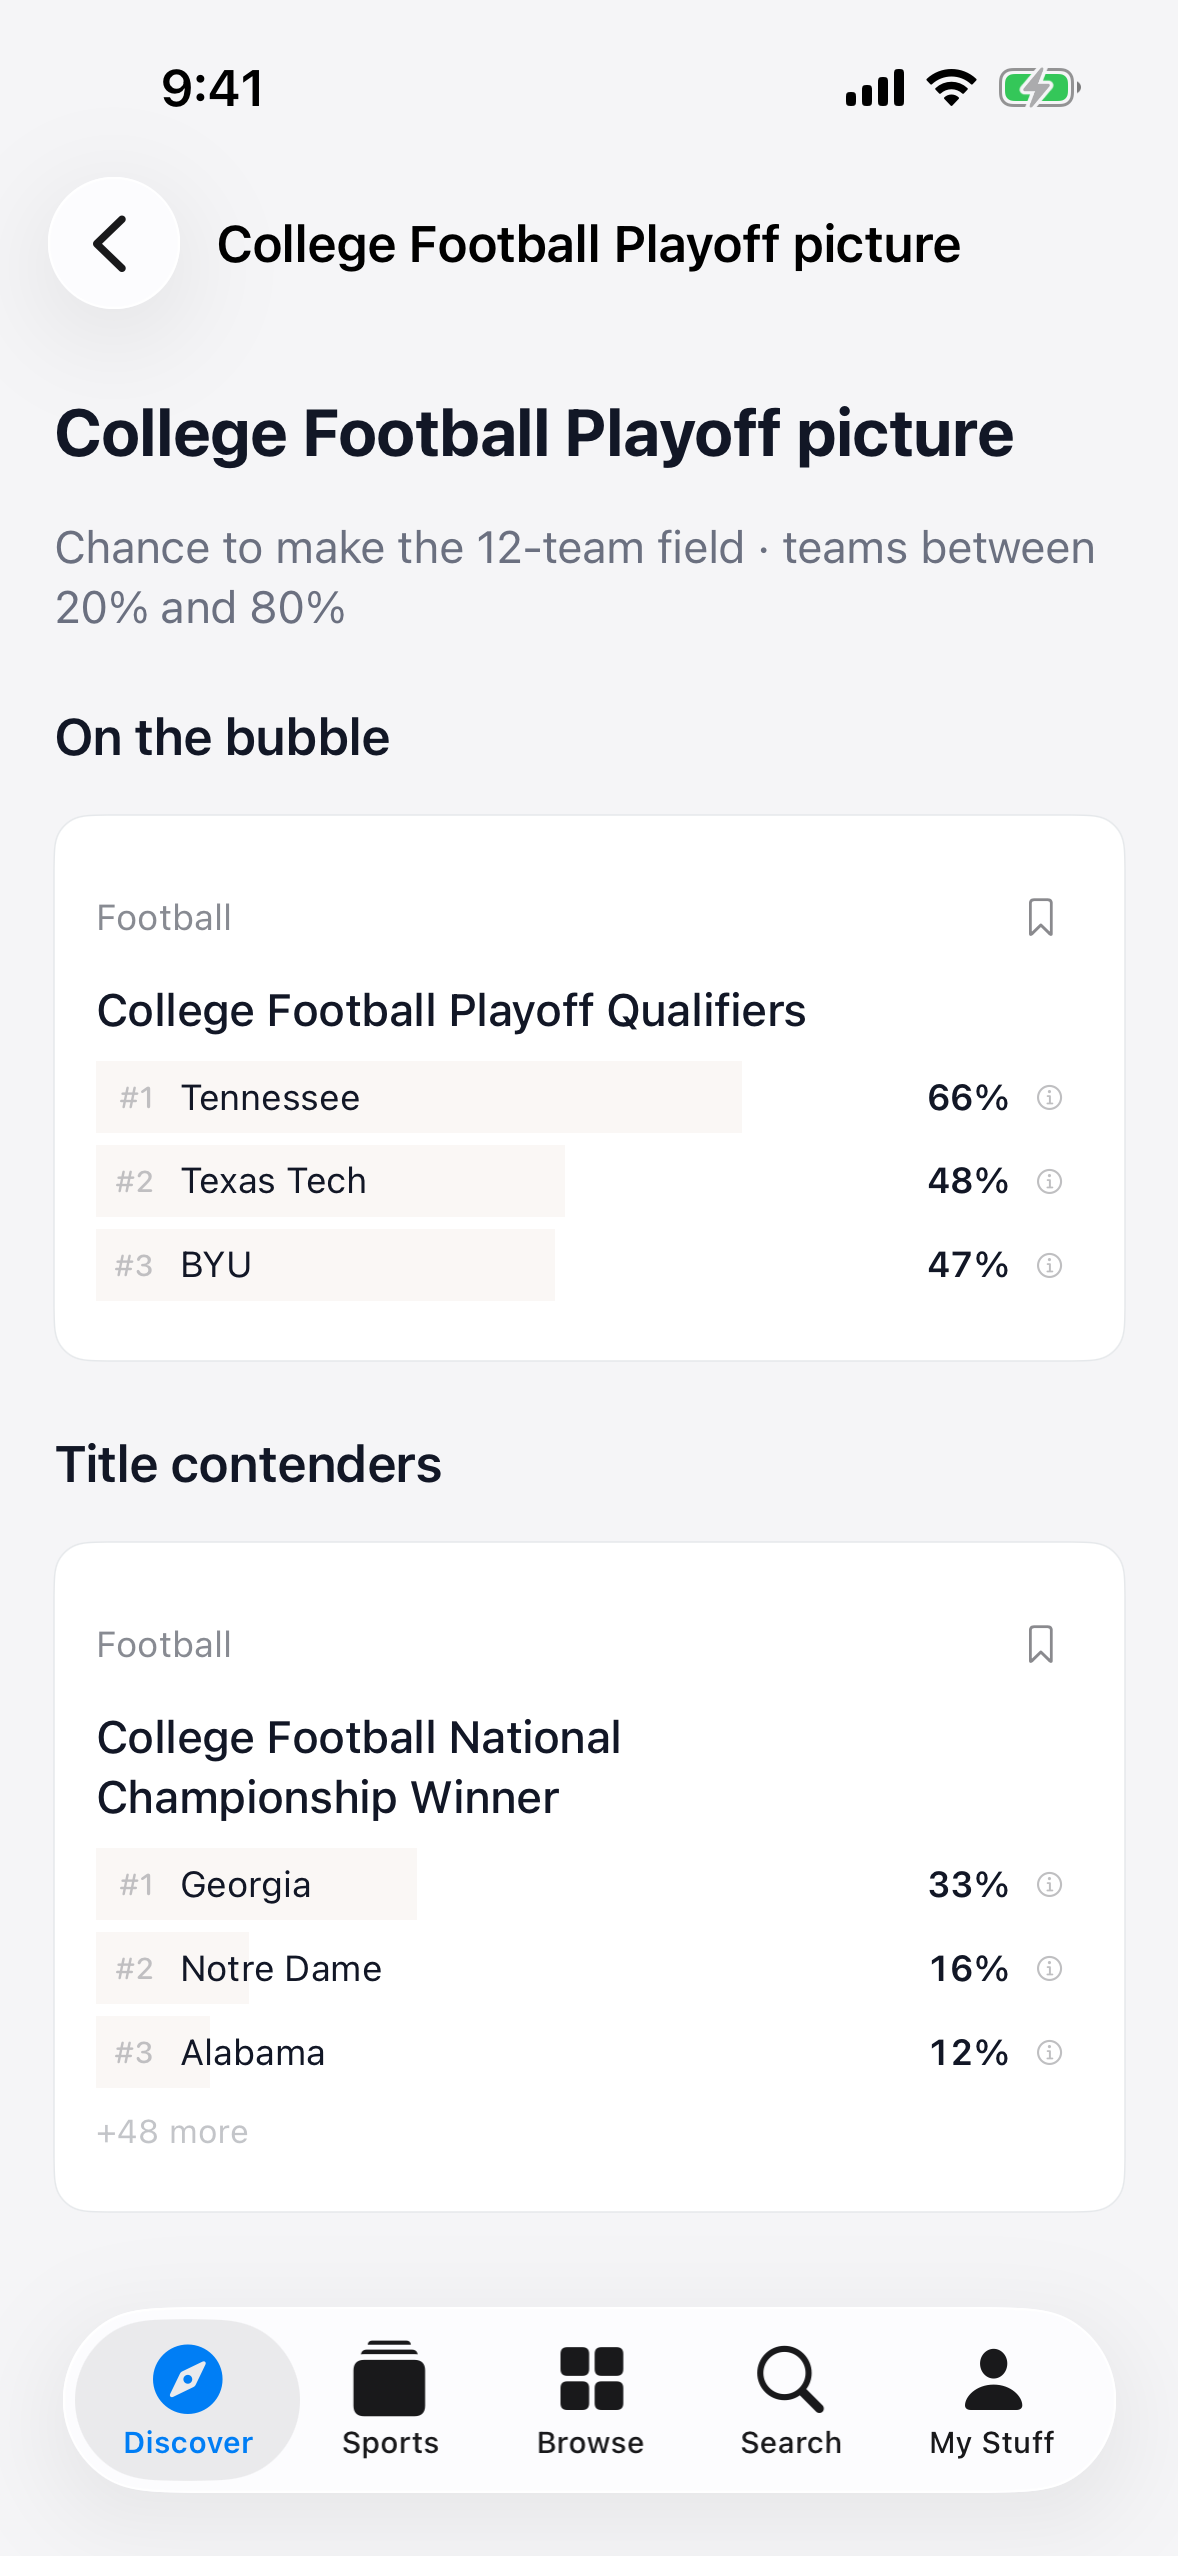 9:41
College Football Playoff picture
College Football Playoff picture
Chance to make the 12-team field · teams between
20% and 80%
On the bubble
Football
College Football Playoff Qualifiers
#1 Tennessee 66%
#2 Texas Tech 48%
#3 BYU 47%
Title contenders
Football
College Football National
Championship Winner
#1 Georgia 33%
#2 Notre Dame 16%
#3 Alabama 12%
+48 more
Discover Sports Browse Search My Stuff